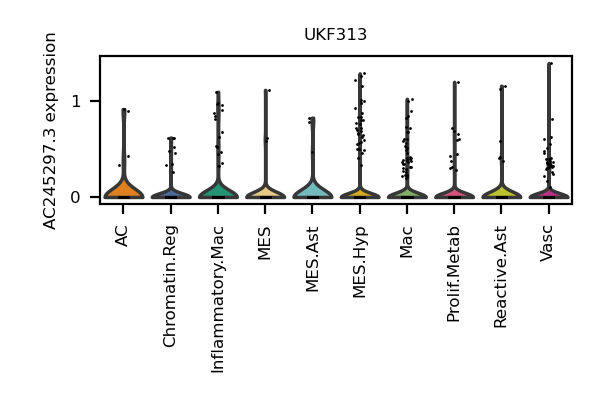 UKF313
AC245297.3 expression
1
0
AC
Chromatin.Reg
Inflammatory.Mac
MES
MES.Ast
MES.Hyp
Mac
Prolif.Metab
Reactive.Ast
Vasc